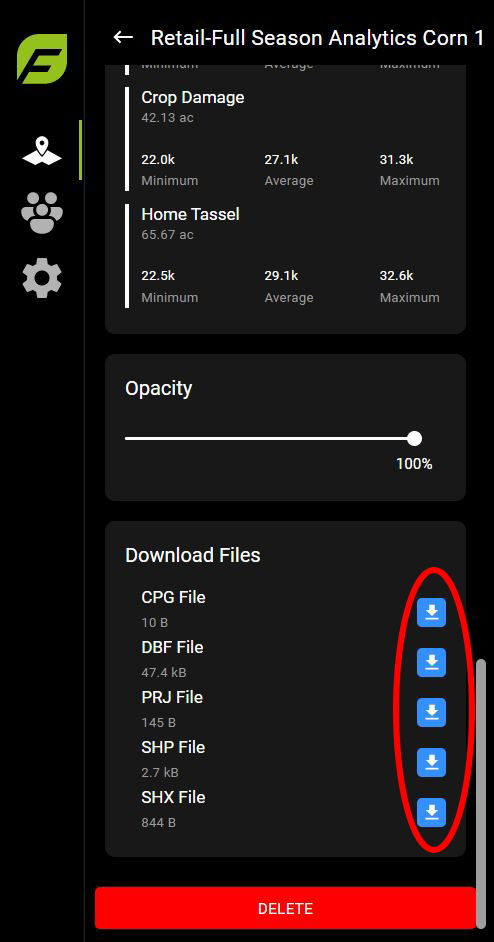 Retail-Full Season Analytics Corn 1
Minimum Average Maximum
Crop Damage
42.13 ac
22.0k 27.1k 31.3k
Minimum Average Maximum
Home Tassel
65.67 ac
22.5k 29.1k 32.6k
Minimum Average Maximum
Opacity
100%
Download Files
CPG File
10 B
DBF File
47.4 kB
PRJ File
145 B
SHP File
2.7 kB
SHX File
844 B
DELETE